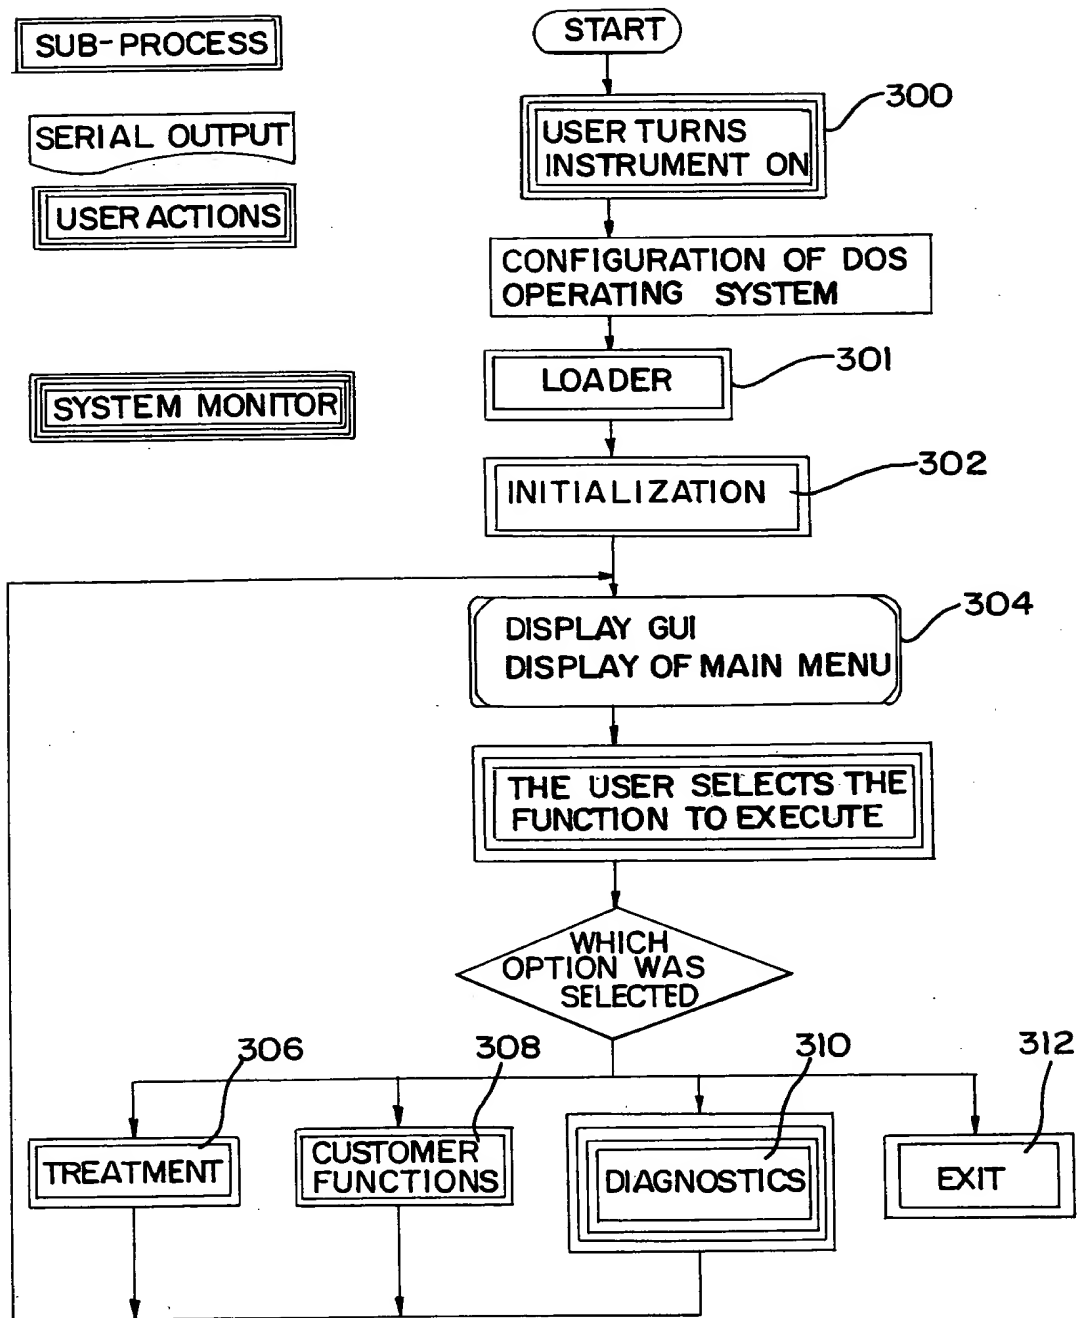 SUB-PROCESS
SERIAL OUTPUT
USER ACTIONS
SYSTEM MONITOR
START
300
USER TURNS
INSTRUMENT ON
CONFIGURATION OF DOS
OPERATING SYSTEM
301
LOADER
302
INITIALIZATION
304
DISPLAY GUI
DISPLAY OF MAIN MENU
THE USER SELECTS THE
FUNCTION TO EXECUTE
WHICH
OPTION WAS
SELECTED
306
308
310
312
TREATMENT
CUSTOMER
FUNCTIONS
DIAGNOSTICS
EXIT